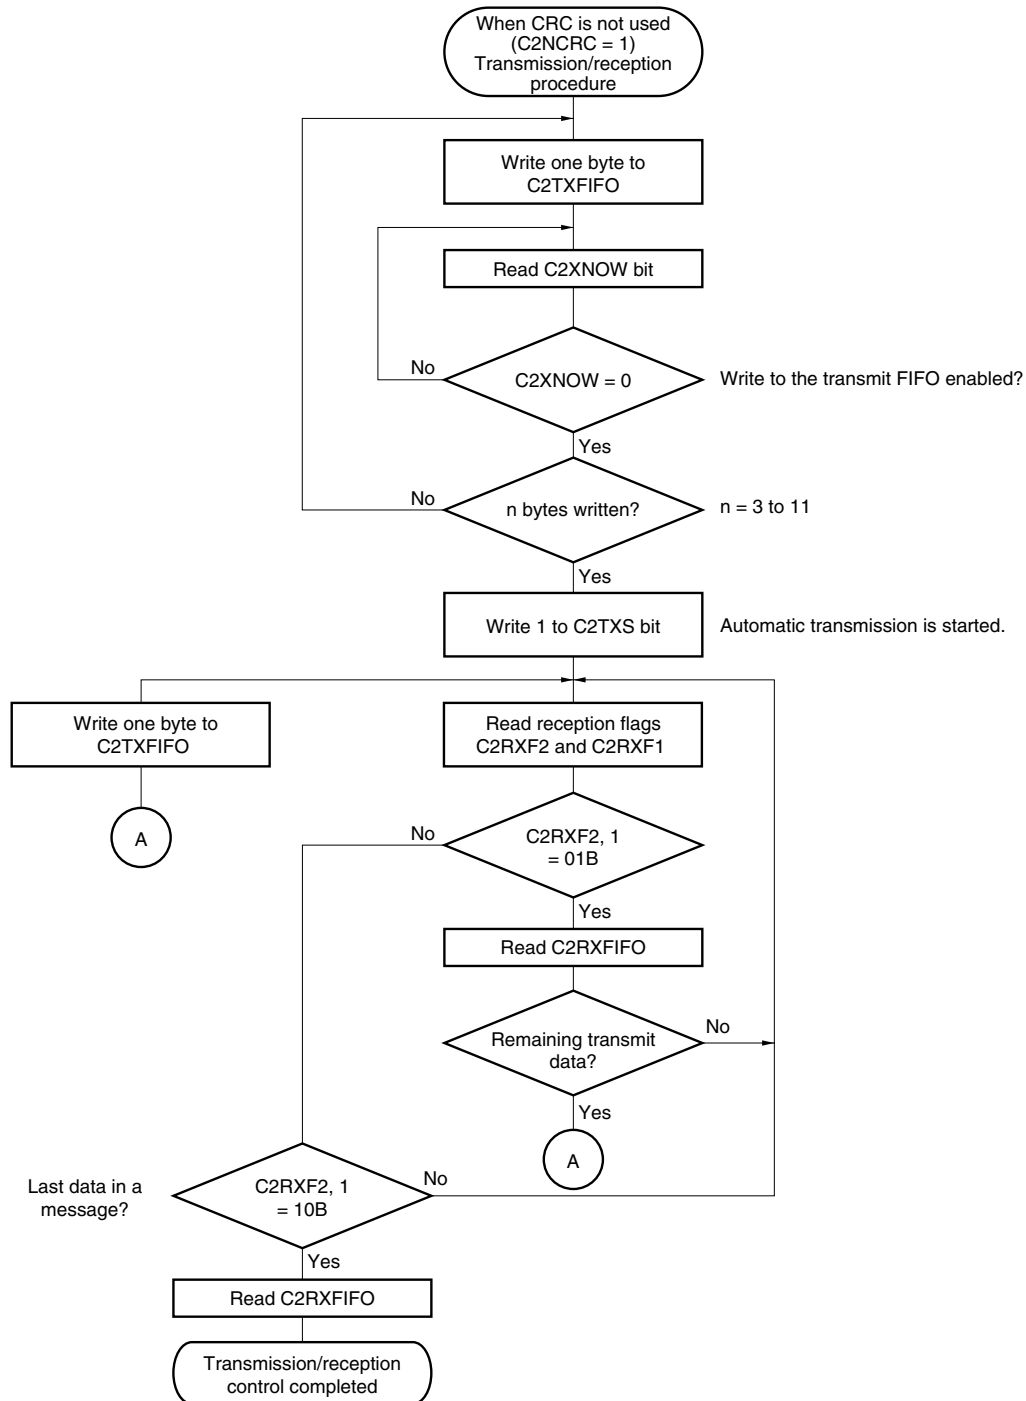 When CRC is not used
(C2NCRC = 1)
Transmission/reception
procedure
Write one byte to
C2TXFIFO
Read C2XNOW bit
No
C2XNOW = 0
Write to the transmit FIFO enabled?
Yes
No
n bytes written?
n = 3 to 11
Yes
Write 1 to C2TXS bit
Automatic transmission is started.
Write one byte to
C2TXFIFO
Read reception flags
C2RXF2 and C2RXF1
A
No
C2RXF2, 1
= 01B
Yes
Read C2RXFIFO
Remaining transmit
data?
No
Yes
A
Last data in a
message?
C2RXF2, 1
= 10B
No
Yes
Read C2RXFIFO
Transmission/reception
control completed